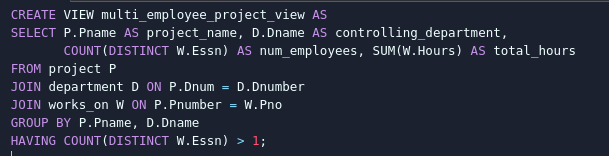 CREATE VIEW multi_employee_project_view AS
SELECT P.Pname AS project_name, D.Dname AS controlling_department,
       COUNT(DISTINCT W.Essn) AS num_employees, SUM(W.Hours) AS total_hours
FROM project P
JOIN department D ON P.Dnum = D.Dnumber
JOIN works_on W ON P.Pnumber = W.Pno
GROUP BY P.Pname, D.Dname
HAVING COUNT(DISTINCT W.Essn) > 1;